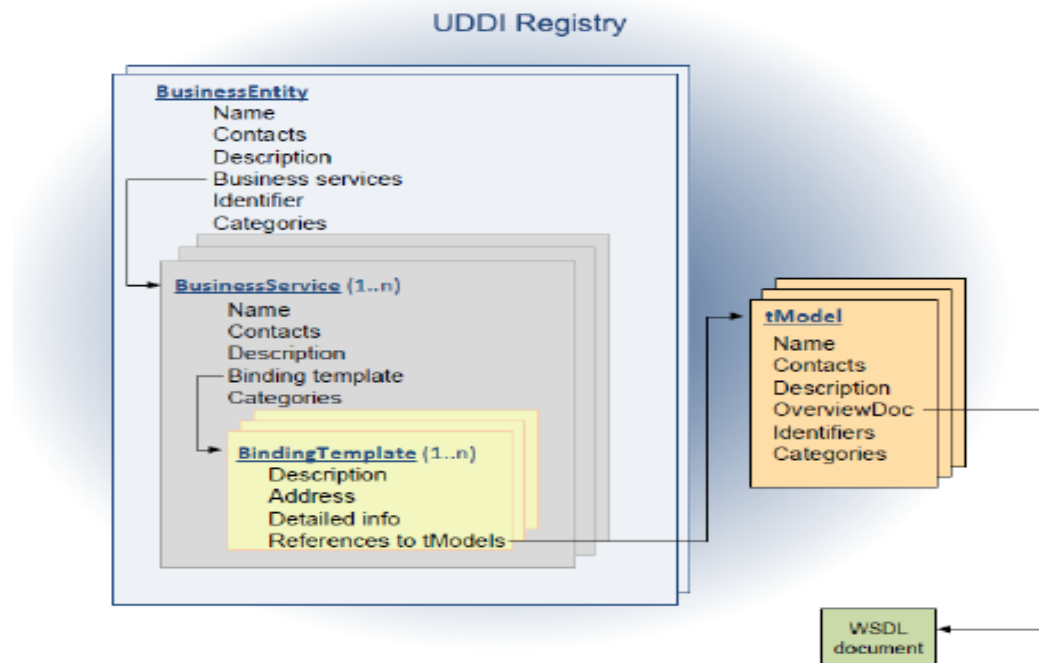 UDDI Registry
BusinessEntity
Name
Contacts
Description
Business services
Identifier
Categories
BusinessService (1..n)
Name
Contacts
Description
Binding template
Categories
BindingTemplate (1..n)
Description
Address
Detailed info
References to tModels
tModel
Name
Contacts
Description
OverviewDoc
Identifiers
Categories
WSDL
document